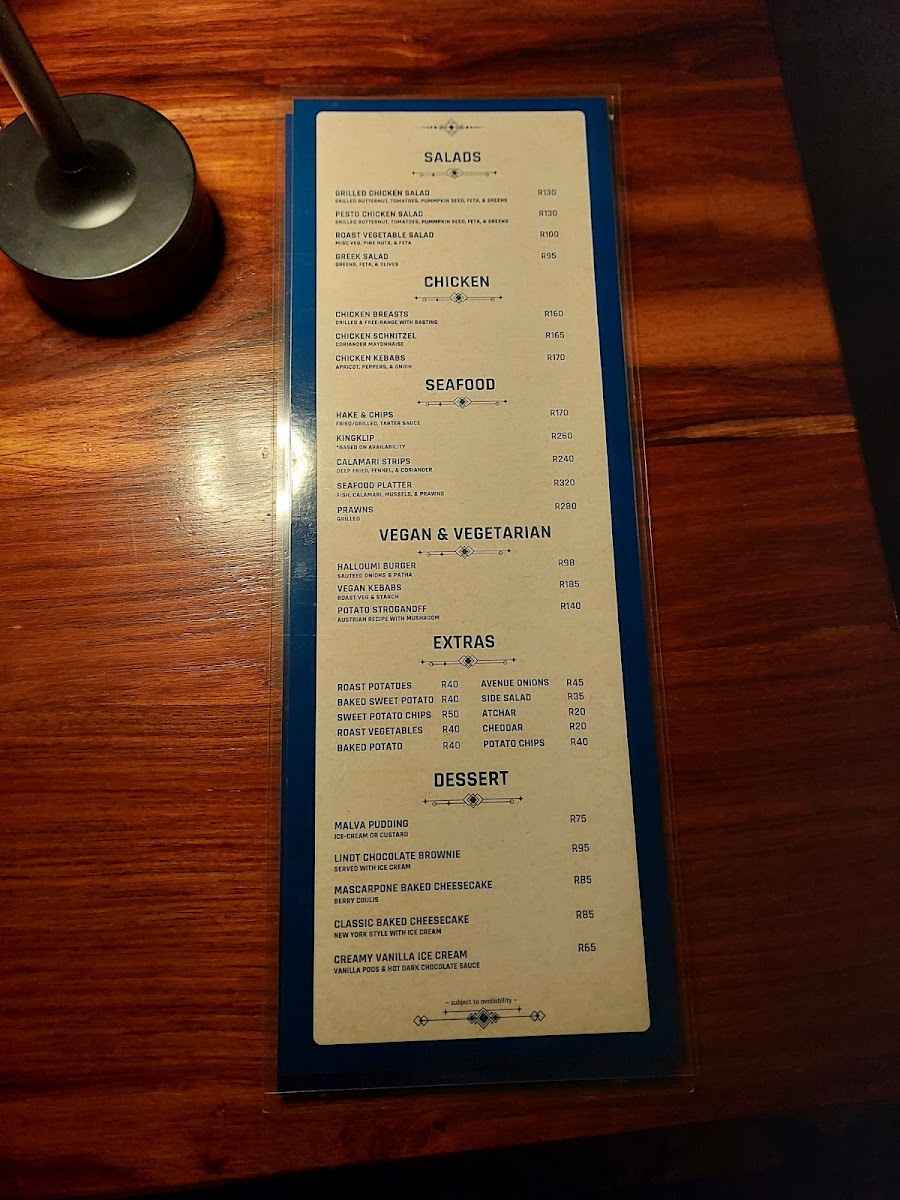 SALADS
GRILLED CHICKEN SALAD R130
GRILLED BUTTERNUT, TOMATOES, PUMMPKIN SEED, FETA, & GREENS
PESTO CHICKEN SALAD R130
GRILLED BUTTERNUT, TOMATOES, PUMMPKIN SEED, FETA, & GREENS
ROAST VEGETABLE SALAD R100
MISC VEG, PINE NUTS, & FETA
GREEK SALAD R95
GREENS, FETA, & OLIVES
CHICKEN
CHICKEN BREASTS R160
GRILLED & FREE-RANGE WITH BASTING
CHICKEN SCHNITZEL R165
CORIANDER MAYONNAISE
CHICKEN KEBABS R170
APRICOT, PEPPERS, & ONION
SEAFOOD
HAKE & CHIPS R170
FRIED/GRILLED, TARTER SAUCE
KINGKLIP R260
*BASED ON AVAILABILITY
CALAMARI STRIPS R240
DEEP FRIED, FENNEL, & CORIANDER
SEAFOOD PLATTER R320
FISH, CALAMARI, MUSSELS, & PRAWNS
PRAWNS R280
GRILLED
VEGAN & VEGETARIAN
HALLOUMI BURGER R98
SAUTEED ONIONS & PATHA
VEGAN KEBABS R185
ROAST VEG & STARCH
POTATO STROGANOFF R140
AUSTRIAN RECIPE WITH MUSHROOM
EXTRAS
ROAST POTATOES R40 AVENUE ONIONS R45
BAKED SWEET POTATO R40 SIDE SALAD R35
SWEET POTATO CHIPS R50 ATCHAR R20
ROAST VEGETABLES R40 CHEDDAR R20
BAKED POTATO R40 POTATO CHIPS R40
DESSERT
MALVA PUDDING R75
ICE-CREAM OR CUSTARD
LINDT CHOCOLATE BROWNIE R95
SERVED WITH ICE CREAM
MASCARPONE BAKED CHEESECAKE R85
BERRY COULIS
CLASSIC BAKED CHEESECAKE R85
NEW YORK STYLE WITH ICE CREAM
CREAMY VANILLA ICE CREAM R65
VANILLA PODS & HOT DARK CHOCOLATE SAUCE
~ subject to availability ~